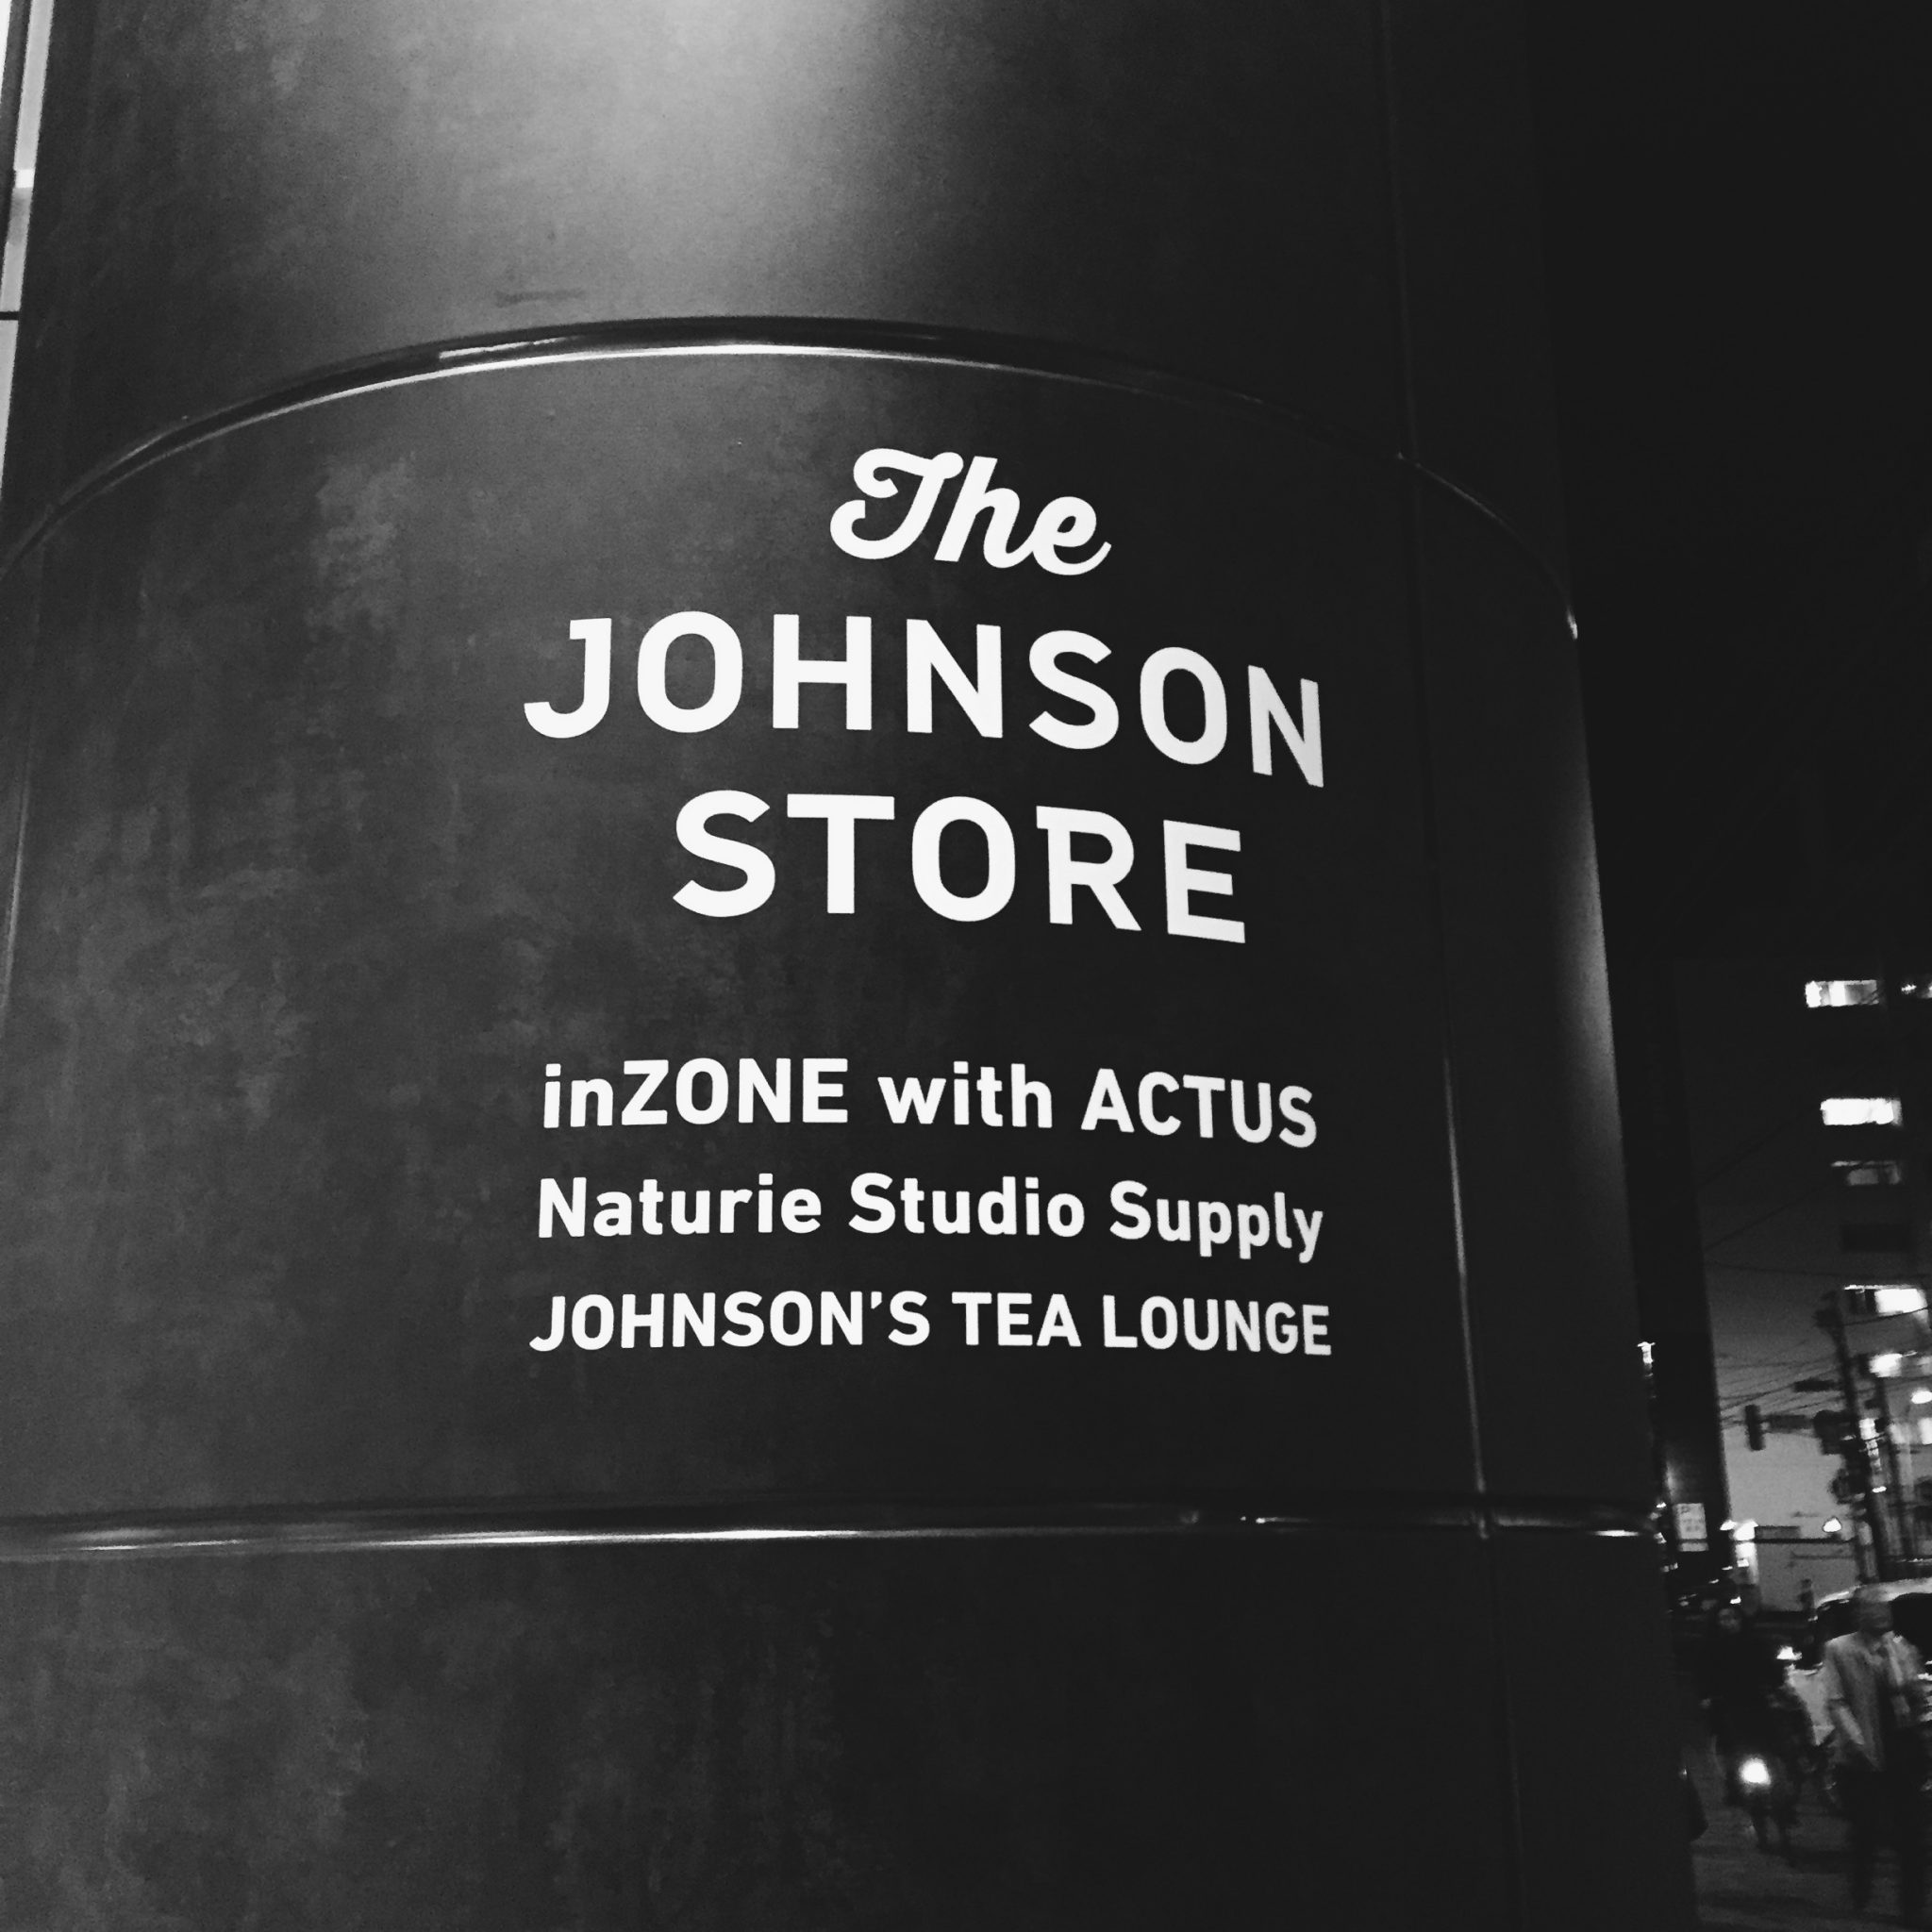 The
JOHNSON
STORE
inZONE with ACTUS
Naturie Studio Supply
JOHNSON'S TEA LOUNGE